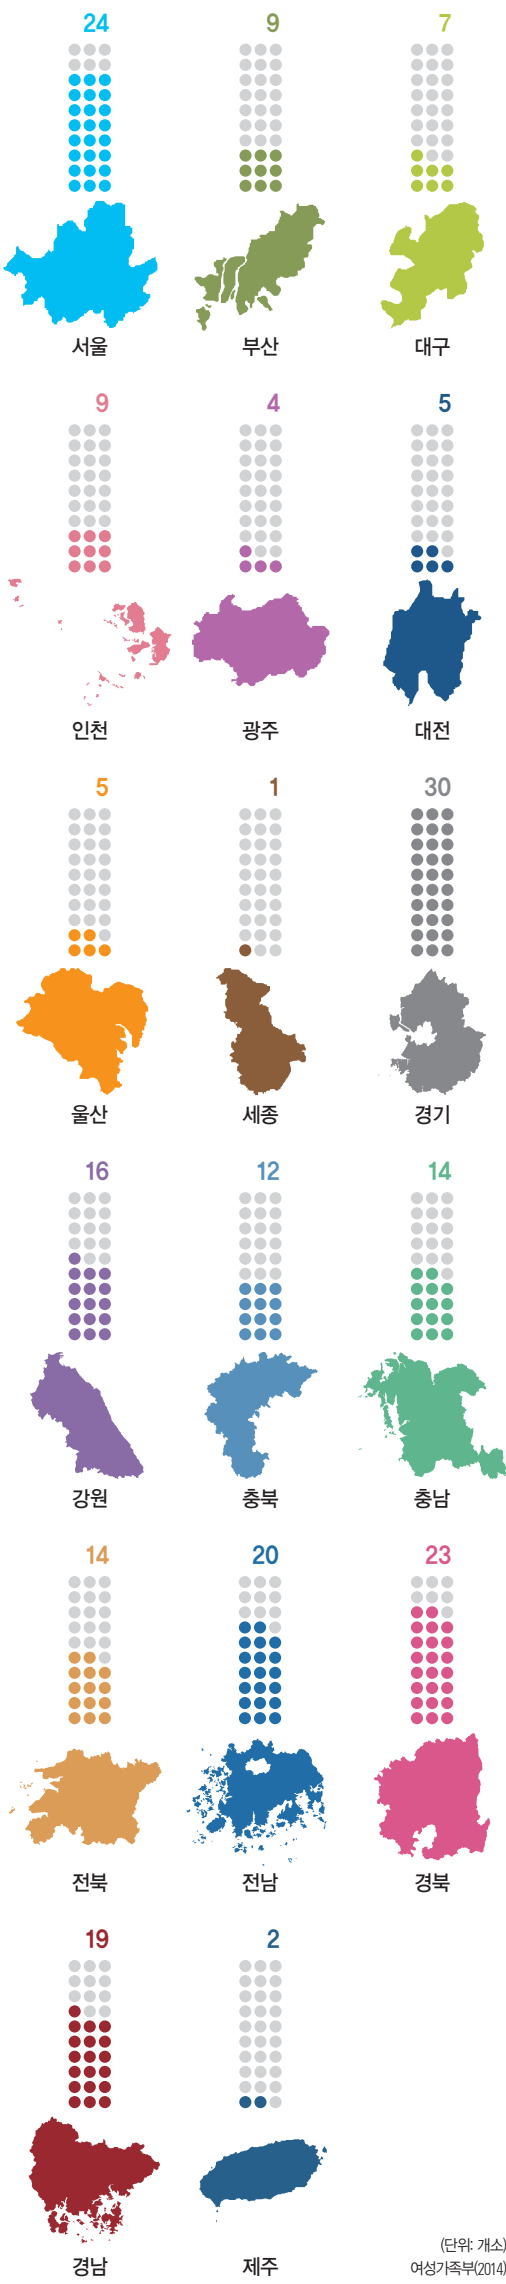 24 9 7
서울 부산 대구
9 4 5
인천 광주 대전
5 1 30
울산 세종 경기
16 12 14
강원 충북 충남
14 20 23
전북 전남 경북
19 2
경남 제주
(단위: 개소)
여성가족부(2014)